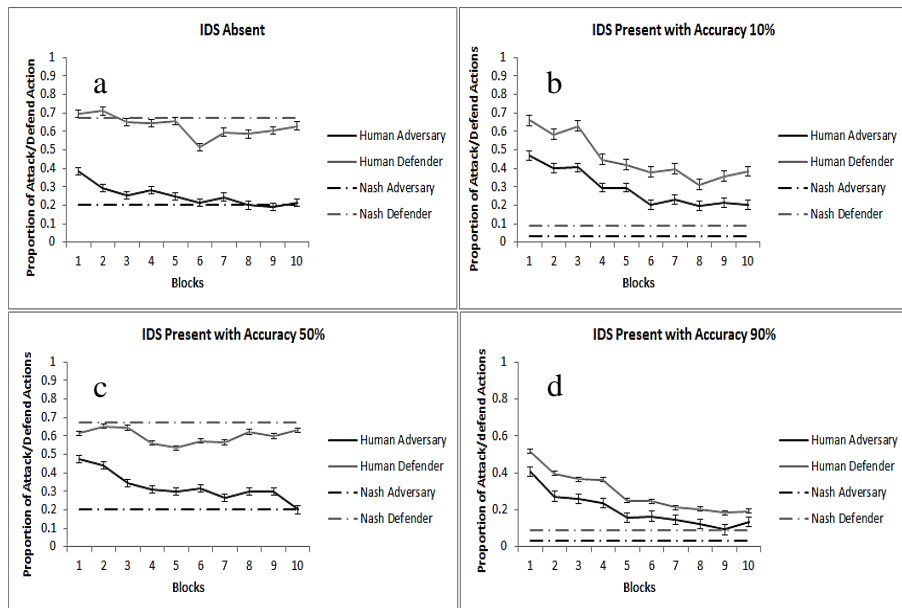 IDS Absent
Proportion of Attack/Defend Actions
1
0.9
0.8
0.7
0.6
0.5
0.4
0.3
0.2
0.1
0
a
1 2 3 4 5 6 7 8 9 10
Blocks
Human Adversary
Human Defender
Nash Adversary
Nash Defender
IDS Present with Accuracy 10%
Proportion of Attack/Defend Actions
1
0.9
0.8
0.7
0.6
0.5
0.4
0.3
0.2
0.1
0
b
1 2 3 4 5 6 7 8 9 10
Blocks
Human Adversary
Human Defender
Nash Adversary
Nash Defender
IDS Present with Accuracy 50%
Proportion of Attack/Defend Actions
1
0.9
0.8
0.7
0.6
0.5
0.4
0.3
0.2
0.1
0
c
1 2 3 4 5 6 7 8 9 10
Blocks
Human Adversary
Human Defender
Nash Adversary
Nash Defender
IDS Present with Accuracy 90%
Proportion of Attack/defend Actions
1
0.8
0.6
0.4
0.2
0
d
1 2 3 4 5 6 7 8 9 10
Blocks
Human Adversary
Human Defender
Nash Adversary
Nash Defender